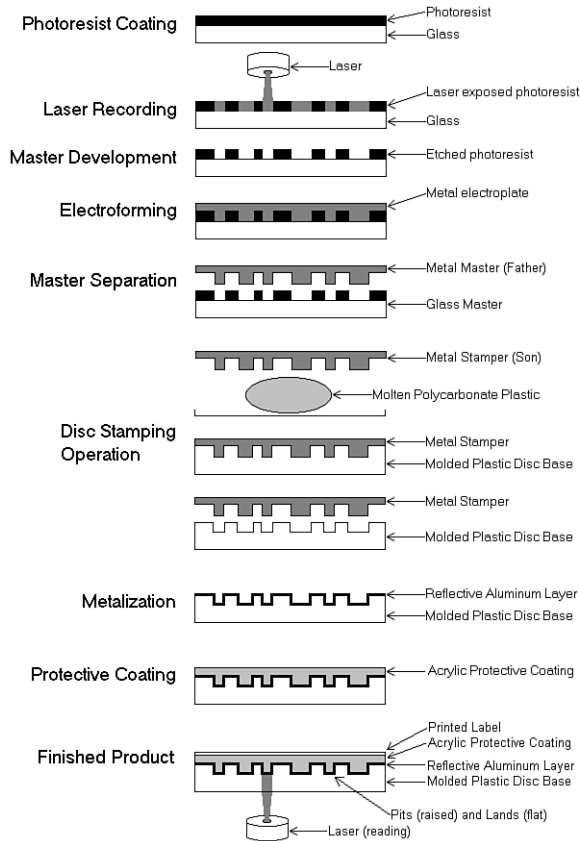 Photoresist Coating
Photoresist
Glass
Laser
Laser Recording
Laser exposed photoresist
Glass
Master Development
Etched photoresist
Electroforming
Metal electroplate
Master Separation
Metal Master (Father)
Glass Master
Metal Stamper (Son)
Molten Polycarbonate Plastic
Disc Stamping
Operation
Metal Stamper
Molded Plastic Disc Base
Metal Stamper
Molded Plastic Disc Base
Metalization
Reflective Aluminum Layer
Molded Plastic Disc Base
Protective Coating
Acrylic Protective Coating
Finished Product
Printed Label
Acrylic Protective Coating
Reflective Aluminum Layer
Molded Plastic Disc Base
Pits (raised) and Lands (flat)
Laser (reading)